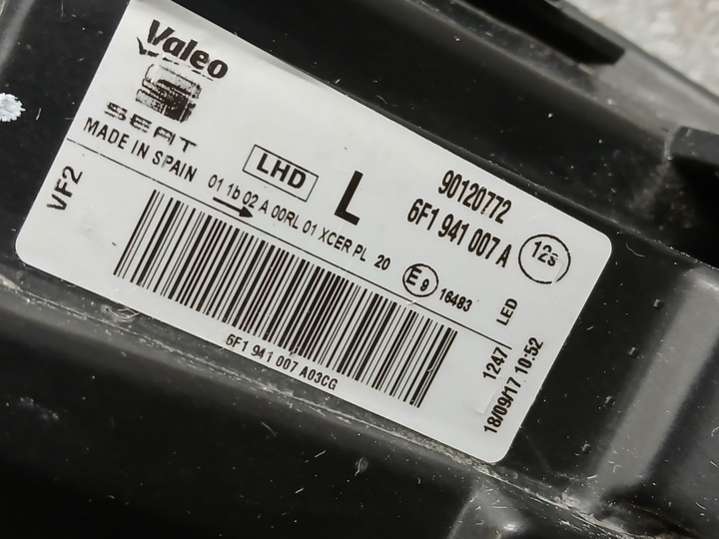 Valeo
SEAT
MADE IN SPAIN
VF2
LHD
L
90120772
6F1 941 007 A
12s
01 1b 02 A 00RL 01 XCER PL 20
E9 16483
LED
6F1 941 007 A03CG
1247
18/09/17 10:52